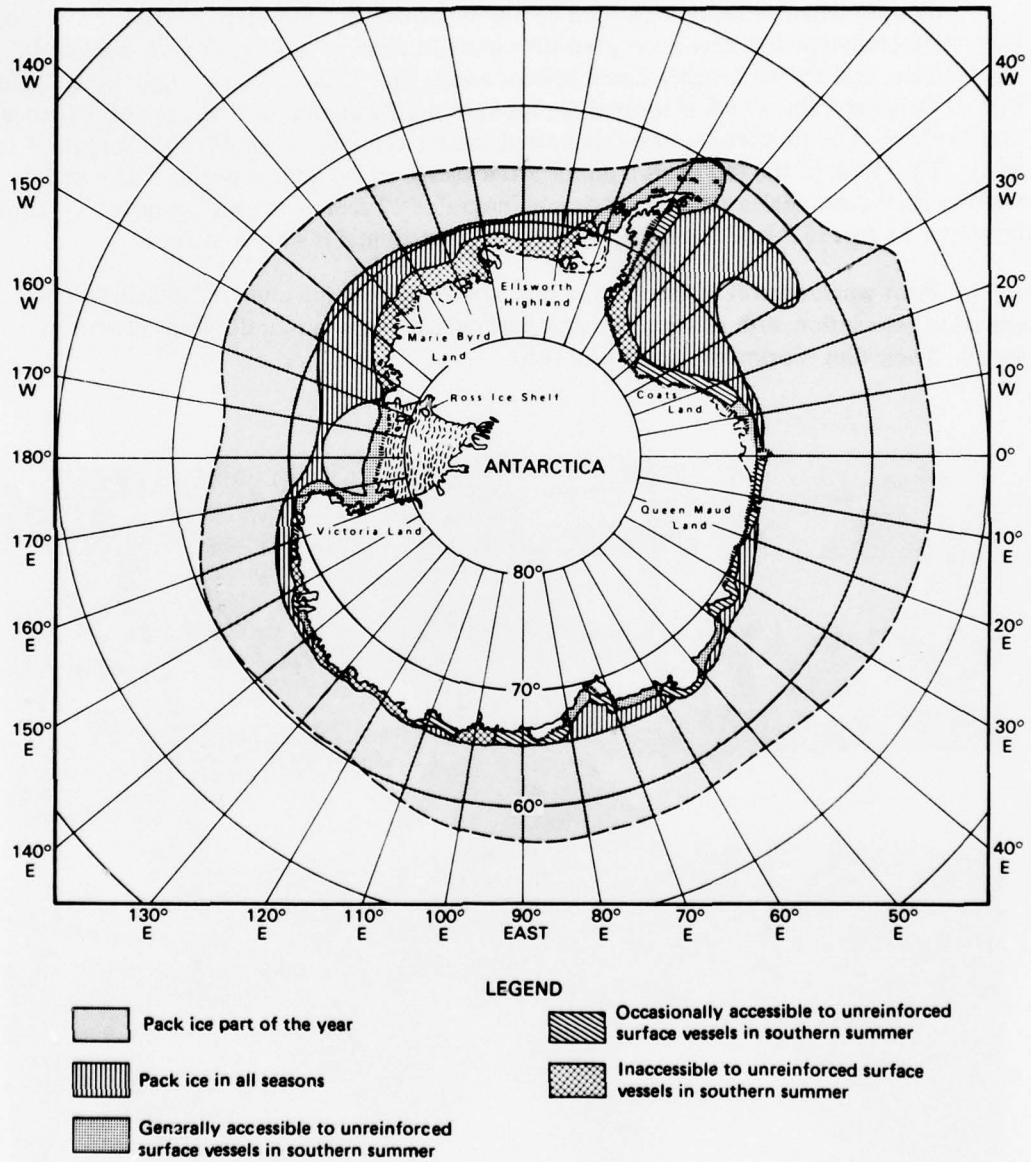 140°
W
40°
W
150°
W
30°
W
160°
W
20°
W
Ellsworth
Highland
Marie Byrd
Land
170°
W
10°
W
Ross Ice Shelf
Coats
Land
180°
ANTARCTICA
0°
Queen Maud
Land
Victoria Land
170°
E
10°
E
80°
160°
E
20°
E
70°
150°
E
30°
E
60°
140°
E
40°
E
130°
E
120°
E
110°
E
100°
E
90°
EAST
80°
E
70°
E
60°
E
50°
E
LEGEND
Pack ice part of the year
Pack ice in all seasons
Generally accessible to unreinforced
surface vessels in southern summer
Occasionally accessible to unreinforced
surface vessels in southern summer
Inaccessible to unreinforced surface
vessels in southern summer